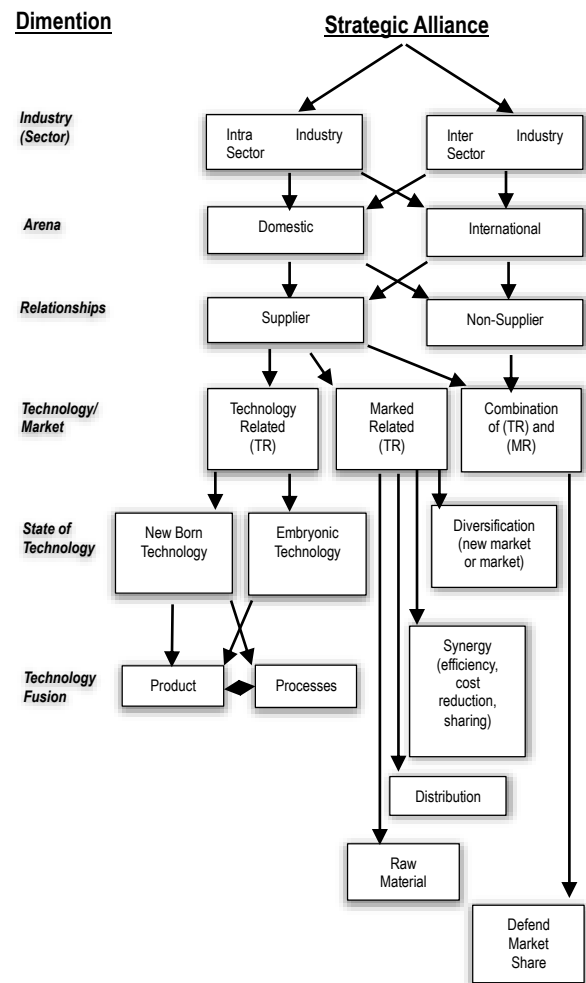 Dimention
Strategic Alliance
Industry
(Sector)
Intra Industry
Sector
Inter Industry
Sector
Arena
Domestic
International
Relationships
Supplier
Non-Supplier
Technology/
Market
Technology
Related
(TR)
Marked
Related
(TR)
Combination
of (TR) and
(MR)
State of
Technology
New Born
Technology
Embryonic
Technology
Diversification
(new market
or market)
Technology
Fusion
Product
Processes
Synergy
(efficiency,
cost
reduction,
sharing)
Distribution
Raw
Material
Defend
Market
Share